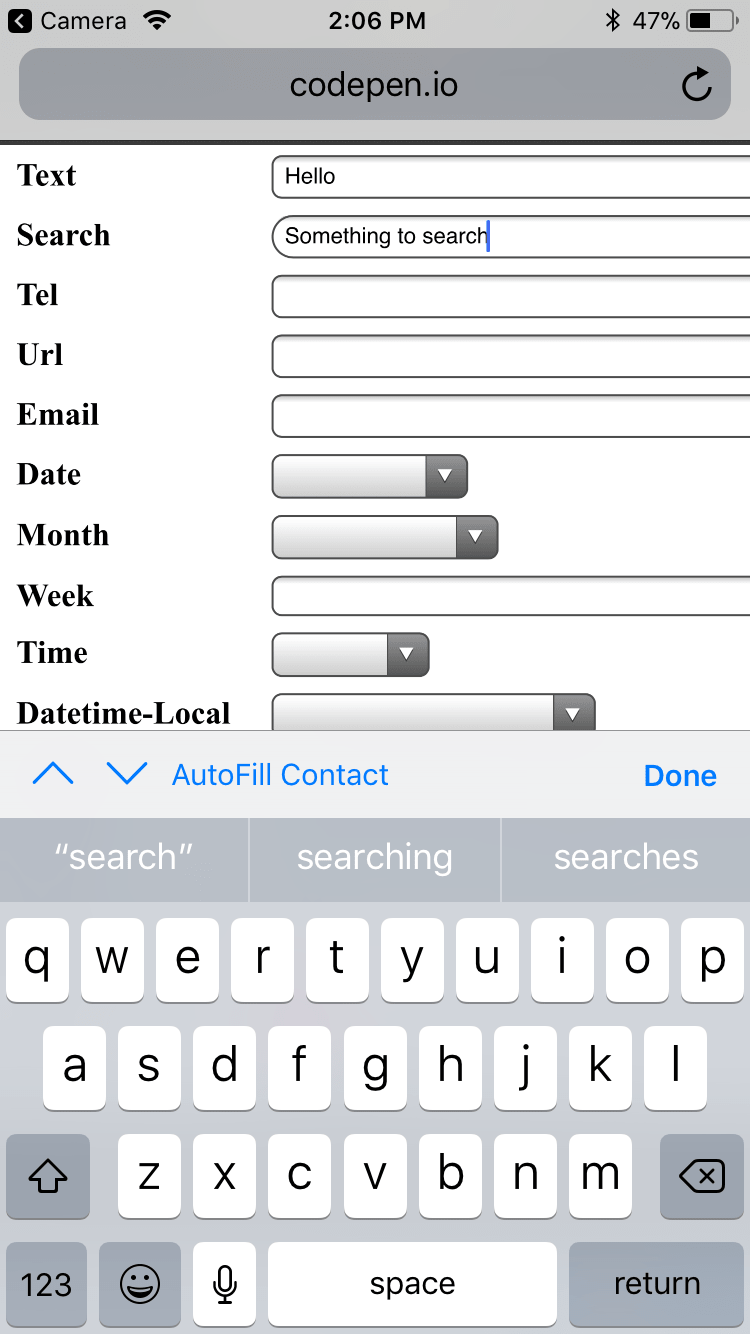 Camera 2:06 PM 47%
codepen.io
Text Hello
Search Something to search
Tel
Url
Email
Date
Month
Week
Time
Datetime-Local
AutoFill Contact Done
“search” searching searches
q w e r t y u i o p
a s d f g h j k l
z x c v b n m
123 space return